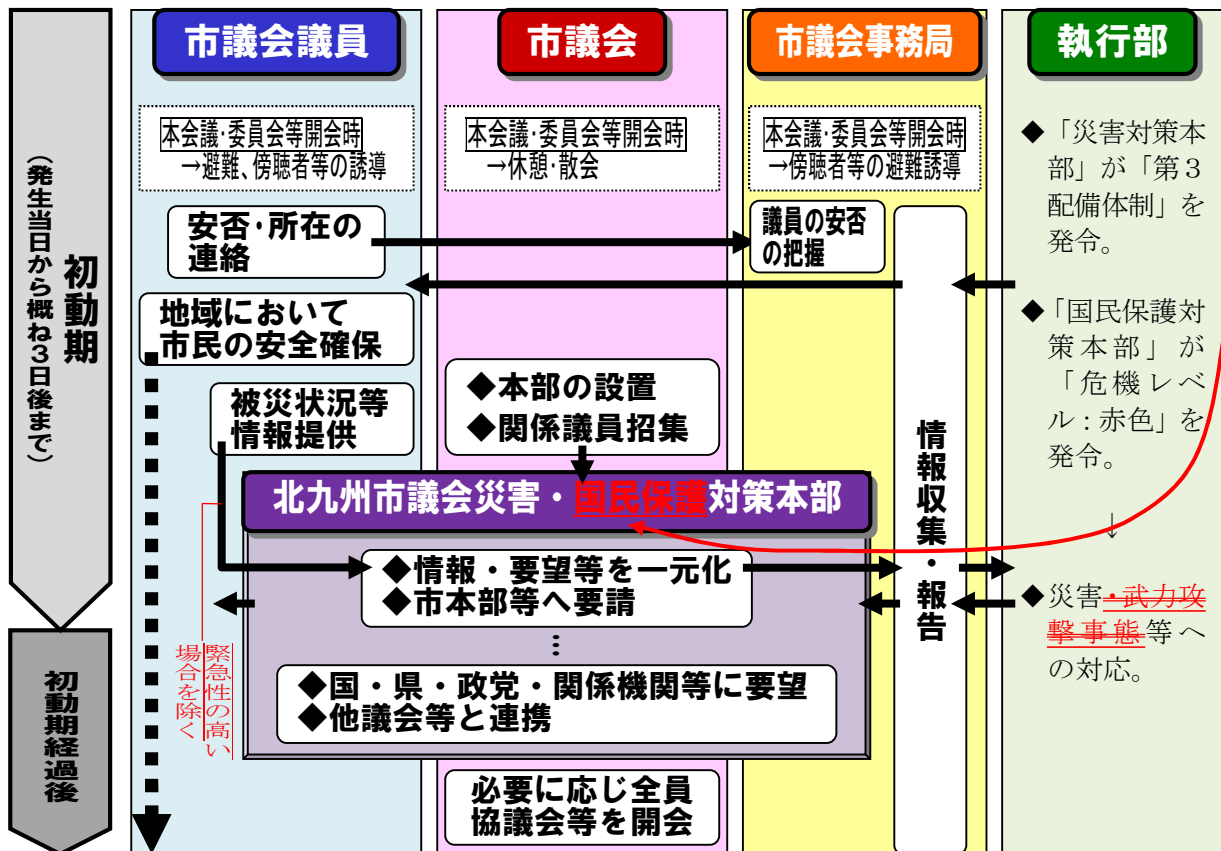 市議会議員
市議会
市議会事務局
執行部
初動期
（発生当日から概ね3日後まで）
初動期経過後
本会議・委員会等開会時
→避難、傍聴者等の誘導
安否・所在の
連絡
地域において
市民の安全確保
被災状況等
情報提供
緊急性の高い
場合を除く
本会議・委員会等開会時
→休憩・散会
◆本部の設置
◆関係議員招集
北九州市議会災害・国民保護対策本部
◆情報・要望等を一元化
◆市本部等へ要請
⋮
◆国・県・政党・関係機関等に要望
◆他議会等と連携
必要に応じ全員
協議会等を開会
本会議・委員会等開会時
→傍聴者等の避難誘導
議員の安否
の把握
情報収集・報告
◆「災害対策本
部」が「第３
配備体制」を
発令。
◆「国民保護対
策本部」が
「危機レベ
ル：赤色」を
発令。
↓
◆災害・武力攻
撃事態等へ
の対応。